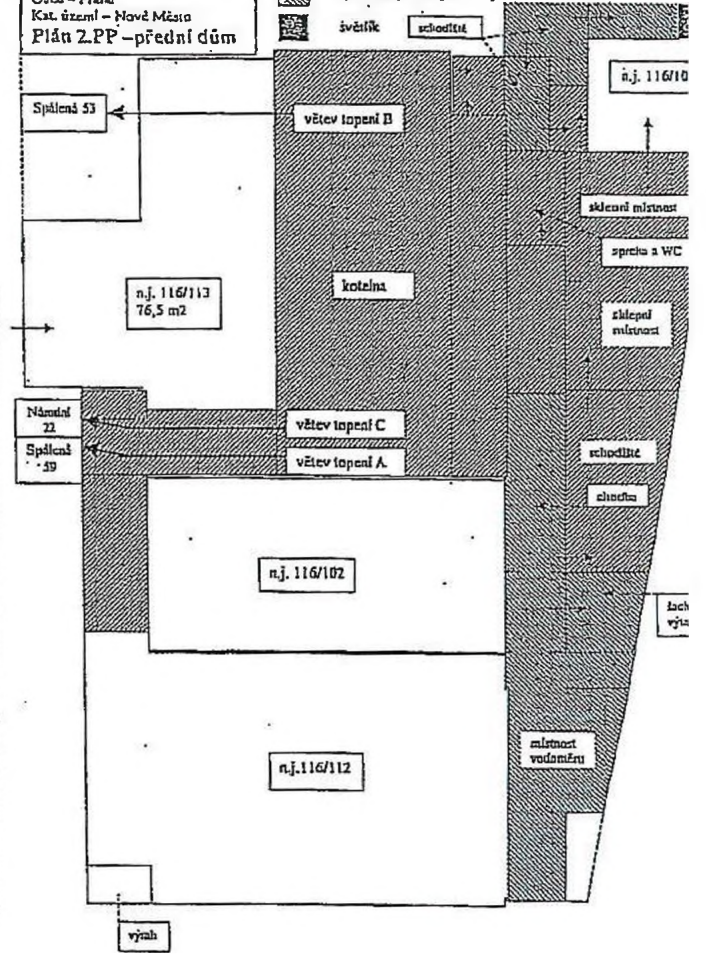 Kat. území – Nové Město
Plán 2.PP – přední dům
světlík
schodiště
n.j. 116/10
Spálená 53
větev topení B
sklepní místnost
sprcha a WC
n.j. 116/113
76,5 m2
kotelna
sklepní
místnost
Národní
22
větev topení C
Spálená
59
větev topení A
schodiště
chodba
n.j. 116/102
šach
výta
místnost
vodoměru
n.j.116/112
výtah